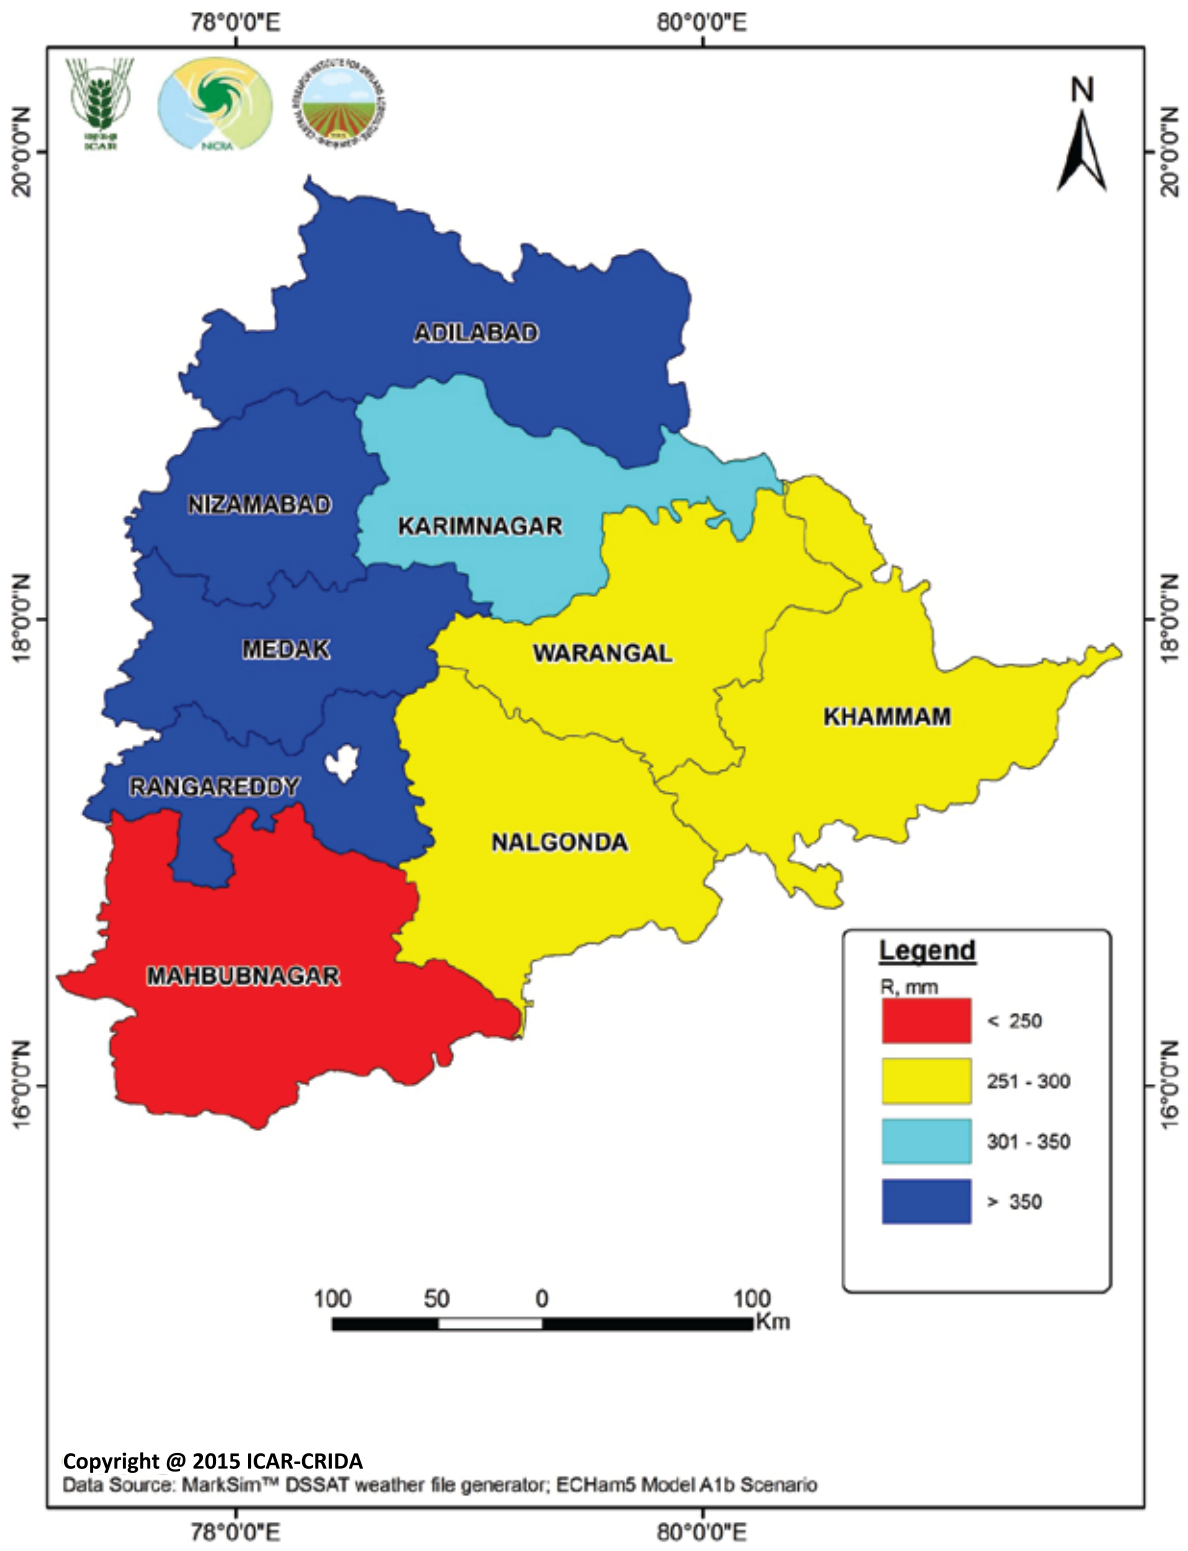 78°0'0"E
80°0'0"E
20°0'0"N
20°0'0"N
ICAR
NICRA
N
ADILABAD
NIZAMABAD
KARIMNAGAR
18°0'0"N
18°0'0"N
MEDAK
WARANGAL
KHAMMAM
RANGAREDDY
NALGONDA
MAHBUBNAGAR
16°0'0"N
16°0'0"N
Legend
R, mm
< 250
251 - 300
301 - 350
> 350
100 50 0 100
Km
Copyright @ 2015 ICAR-CRIDA
Data Source: MarkSim™ DSSAT weather file generator; ECHam5 Model A1b Scenario
78°0'0"E
80°0'0"E